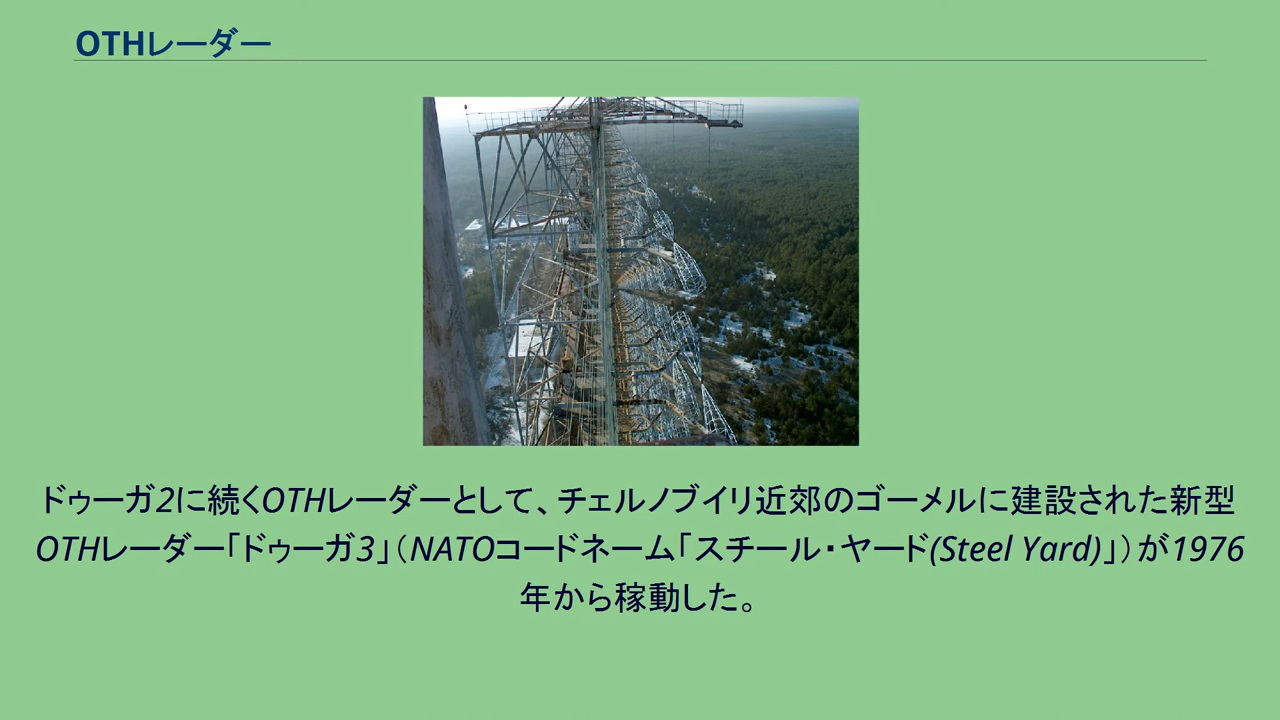 OTHレーダー
ドゥーガ2に続くOTHレーダーとして、チェルノブイリ近郊のゴーメルに建設された新型
OTHレーダー「ドゥーガ3」（NATOコードネーム「スチール・ヤード(Steel Yard)」）が1976
年から稼動した。